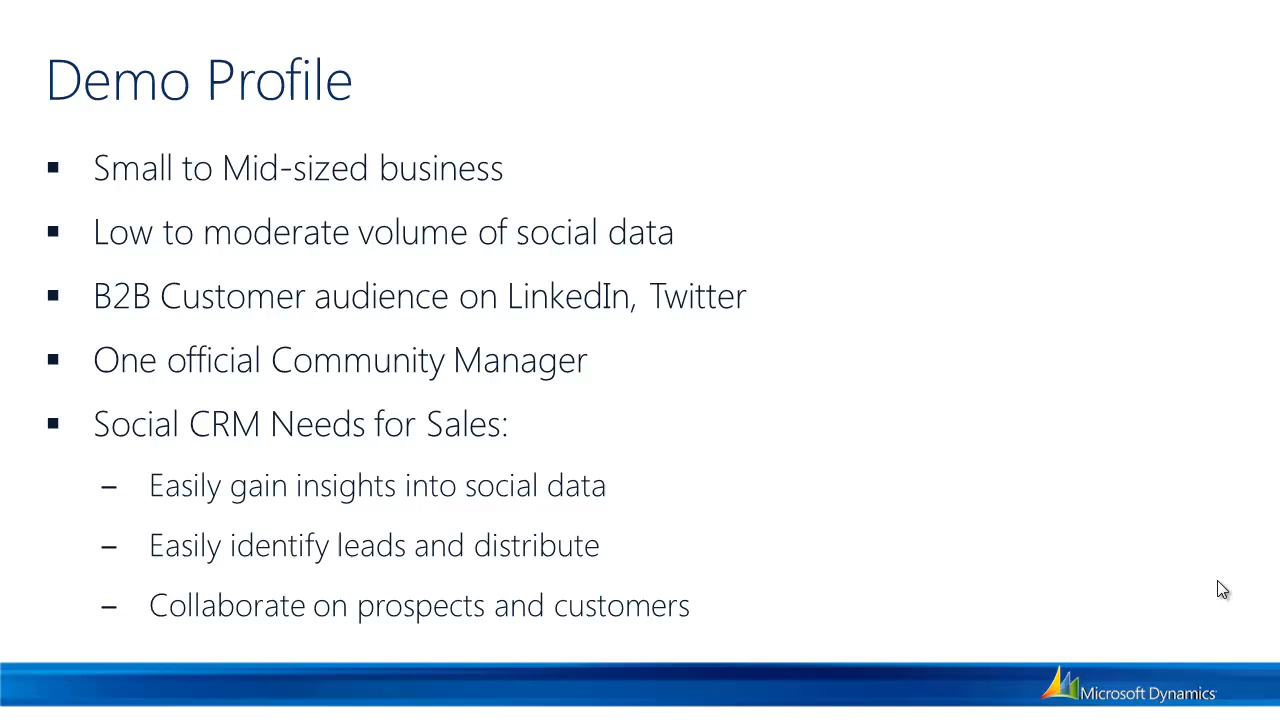 Demo Profile
▪ Small to Mid-sized business
▪ Low to moderate volume of social data
▪ B2B Customer audience on LinkedIn, Twitter
▪ One official Community Manager
▪ Social CRM Needs for Sales:
– Easily gain insights into social data
– Easily identify leads and distribute
– Collaborate on prospects and customers
Microsoft Dynamics